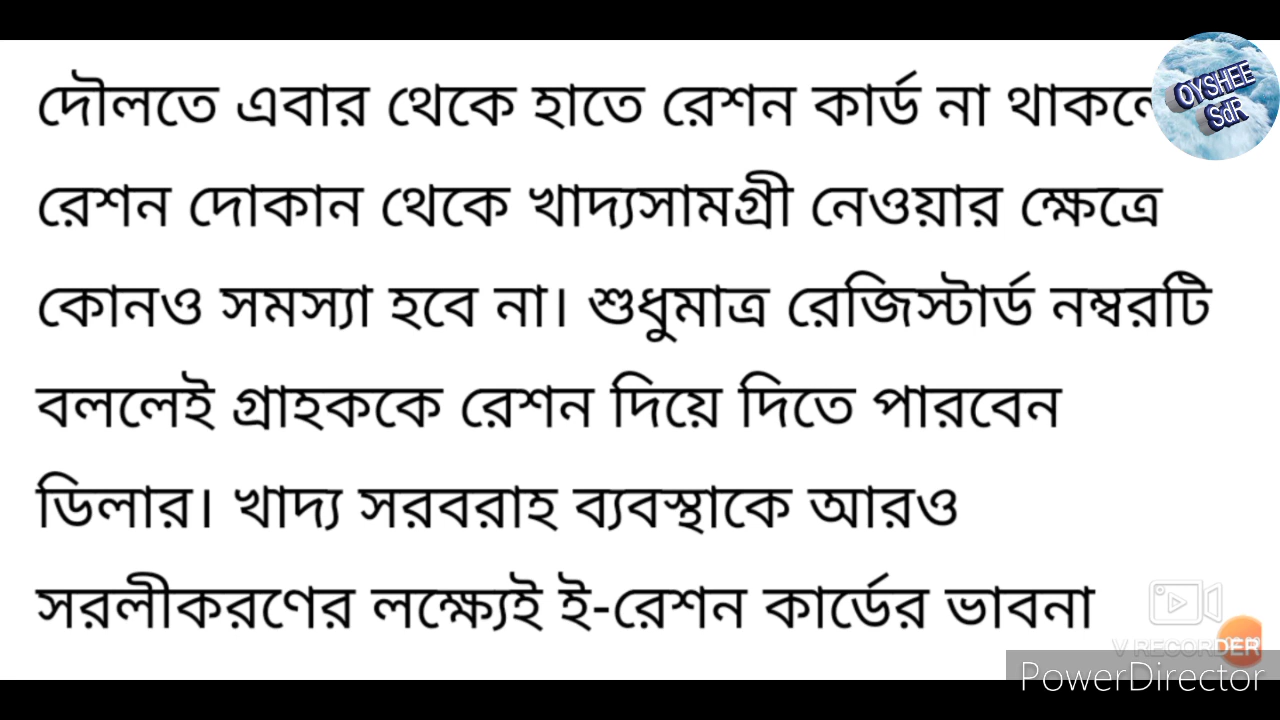 দৌলতে এবার থেকে হাতে রেশন কার্ড না থাকলে
OYSHEE
SdR
রেশন দোকান থেকে খাদ্যসামগ্রী নেওয়ার ক্ষেত্রে
কোনও সমস্যা হবে না। শুধুমাত্র রেজিস্টার্ড নম্বরটি
বললেই গ্রাহককে রেশন দিয়ে দিতে পারবেন
ডিলার। খাদ্য সরবরাহ ব্যবস্থাকে আরও
সরলীকরণের লক্ষ্যেই ই-রেশন কার্ডের ভাবনা
V RECORDER
PowerDirector